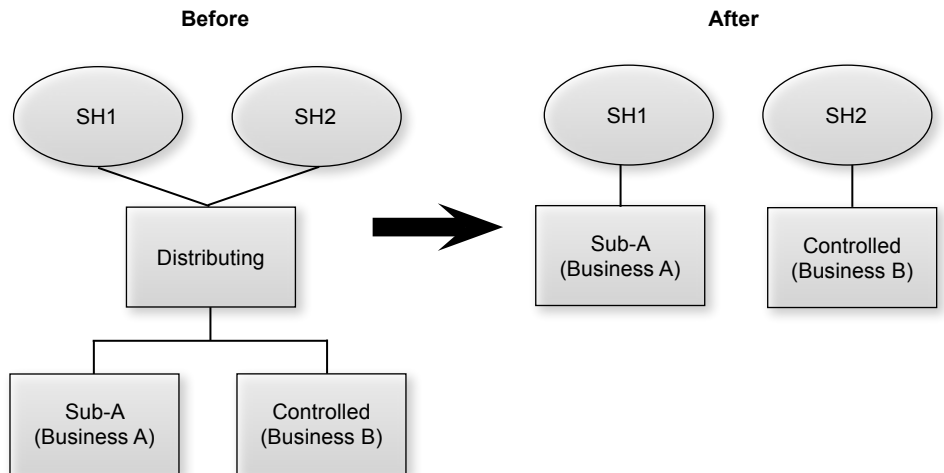 Before
After
SH1
SH2
SH1
SH2
Distributing
Sub-A
(Business A)
Controlled
(Business B)
Sub-A
(Business A)
Controlled
(Business B)